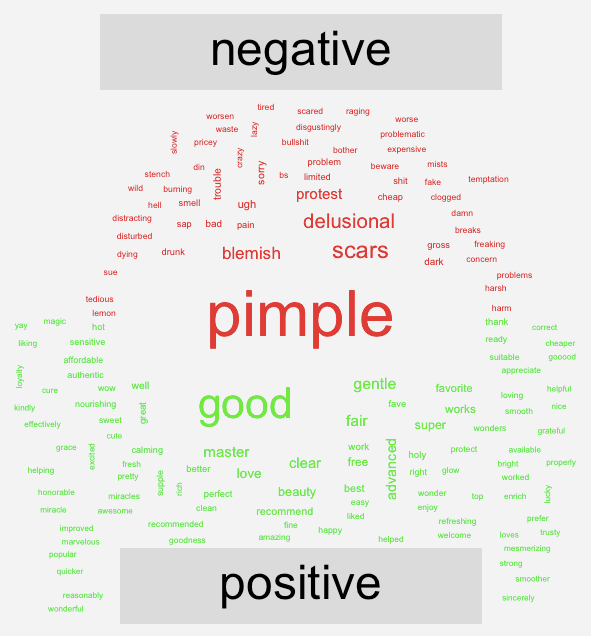 negative
tired
scared
raging
worsen
worse
waste
lazy
disgustingly
slowly
pricey
bullshit
problematic
bother
expensive
crazy
din
sorry
problem
beware
mists
stench
trouble
bs
limited
shit
fake
temptation
wild
burning
protest
cheap
clogged
hell
smell
ugh
damn
distracting
sap
bad
pain
delusional
breaks
disturbed
gross
freaking
dying
drunk
blemish
scars
dark
concern
sue
problems
harsh
tedious
lemon
pimple
harm
yay
magic
hot
thank
correct
liking
sensitive
ready
cheaper
affordable
suitable
gooood
loyalty
authentic
appreciate
cure
wow
well
gentle
favorite
loving
helpful
kindly
nourishing
great
good
fave
works
smooth
nice
effectively
sweet
fair
super
wonders
grateful
cute
grace
excited
calming
master
work
advanced
holy
protect
available
helping
fresh
better
clear
free
right
glow
bright
properly
pretty
supple
love
worked
honorable
miracles
rich
perfect
beauty
best
wonder
top
enrich
lucky
miracle
awesome
clean
recommend
easy
enjoy
liked
prefer
improved
recommended
fine
happy
refreshing
marvelous
goodness
amazing
helped
welcome
loves
trusty
popular
mesmerizing
quicker
strong
positive
smoother
reasonably
sincerely
wonderful